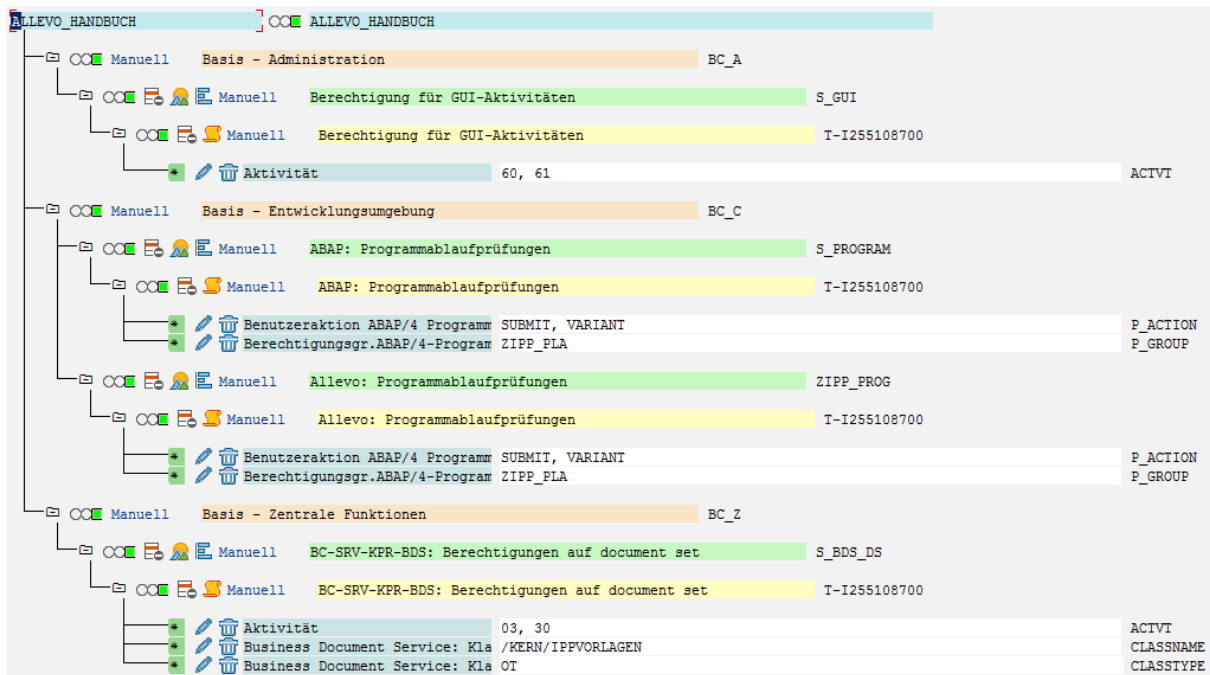 ALLEVO_HANDBUCH ALLEVO_HANDBUCH
Manuell Basis - Administration BC_A
Manuell Berechtigung für GUI-Aktivitäten S_GUI
Manuell Berechtigung für GUI-Aktivitäten T-I255108700
* Aktivität 60, 61 ACTVT
Manuell Basis - Entwicklungsumgebung BC_C
Manuell ABAP: Programmablaufprüfungen S_PROGRAM
Manuell ABAP: Programmablaufprüfungen T-I255108700
* Benutzeraktion ABAP/4 Programm SUBMIT, VARIANT P_ACTION
* Berechtigungsgr.ABAP/4-Program ZIPP_PLA P_GROUP
Manuell Allevo: Programmablaufprüfungen ZIPP_PROG
Manuell Allevo: Programmablaufprüfungen T-I255108700
* Benutzeraktion ABAP/4 Programm SUBMIT, VARIANT P_ACTION
* Berechtigungsgr.ABAP/4-Program ZIPP_PLA P_GROUP
Manuell Basis - Zentrale Funktionen BC_Z
Manuell BC-SRV-KPR-BDS: Berechtigungen auf document set S_BDS_DS
Manuell BC-SRV-KPR-BDS: Berechtigungen auf document set T-I255108700
* Aktivität 03, 30 ACTVT
* Business Document Service: Kla /KERN/IPPVORLAGEN CLASSNAME
* Business Document Service: Kla OT CLASSTYPE